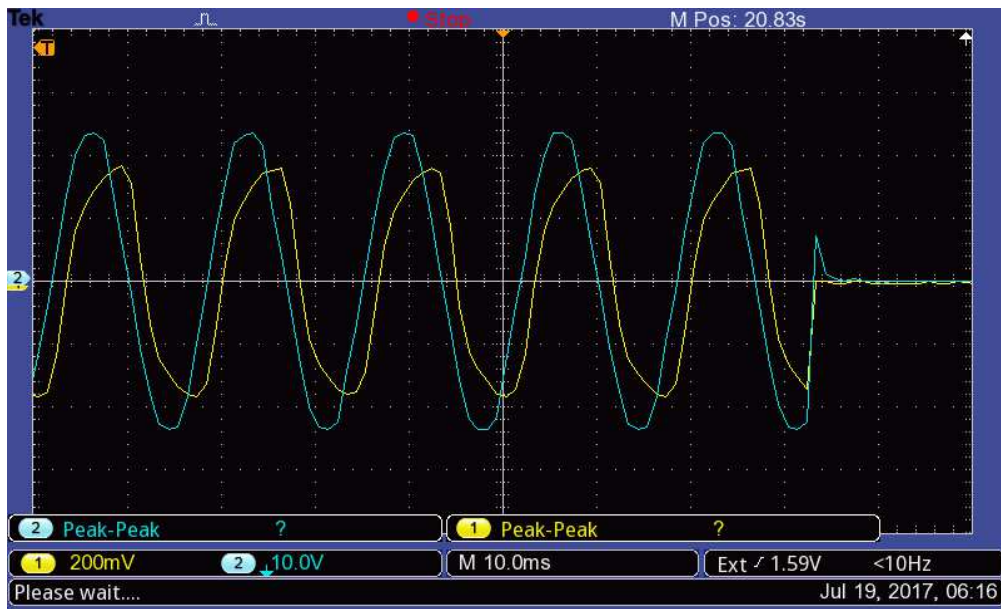 Tek Stop M Pos: 20.83s
T
2
2 Peak-Peak ? 1 Peak-Peak ?
1 200mV 2 10.0V M 10.0ms Ext 1.59V <10Hz
Please wait.... Jul 19, 2017, 06:16